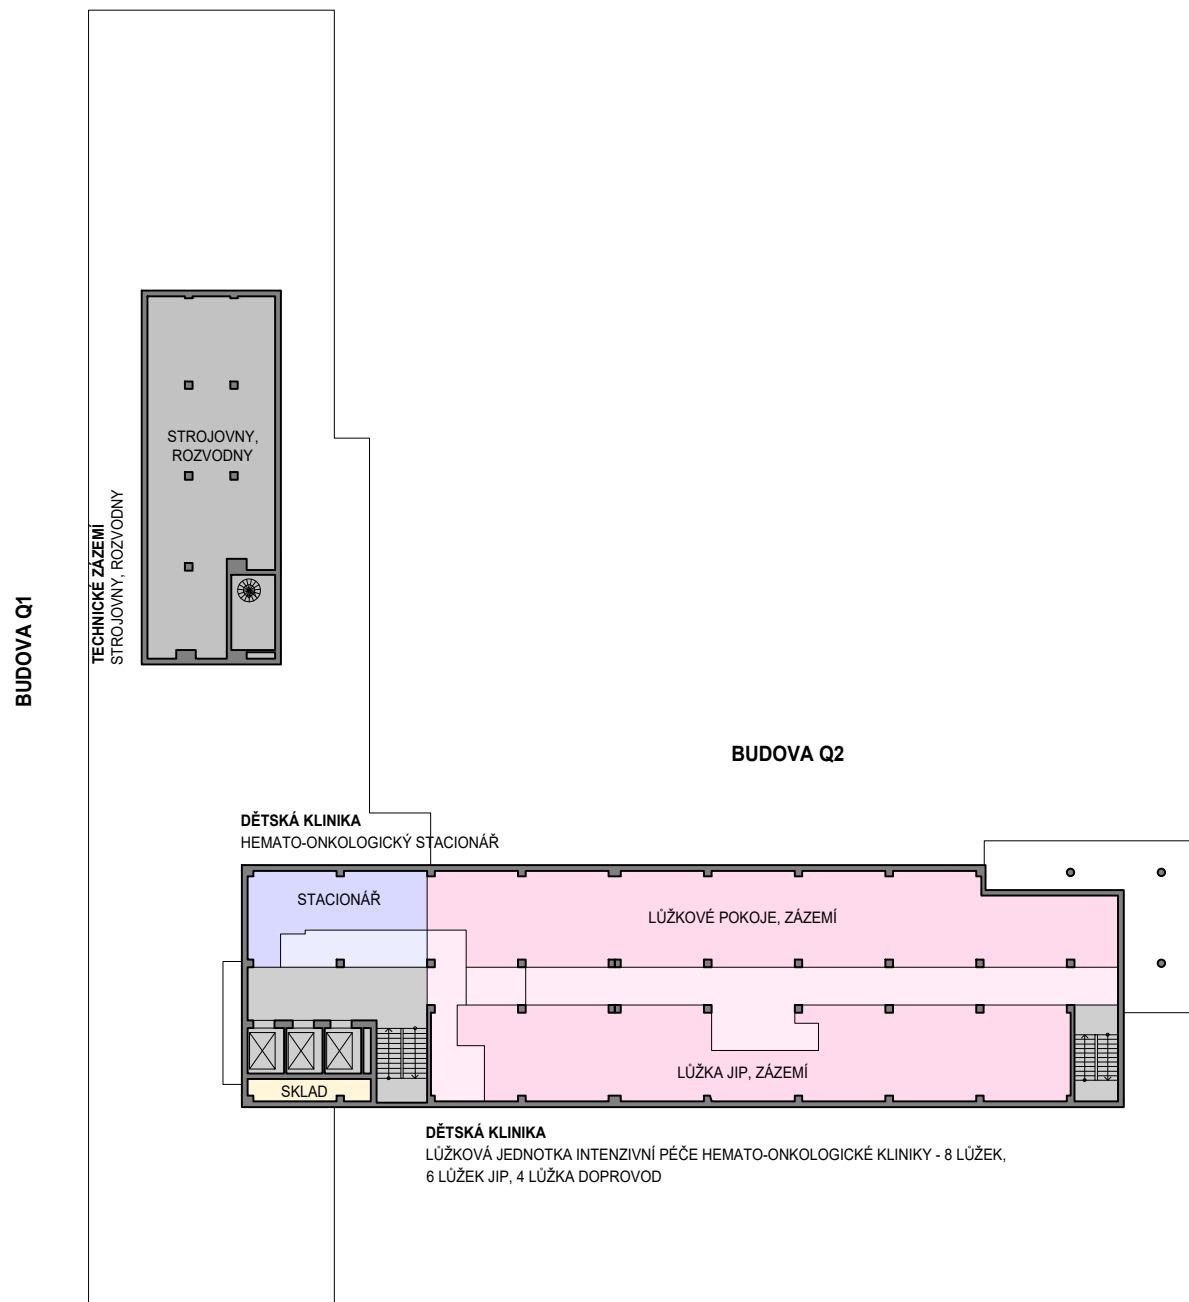 STROJOVNY,
ROZVODNY
TECHNICKÉ ZÁZEMÍ
STROJOVNY, ROZVODNY
BUDOVA Q1
BUDOVA Q2
DĚTSKÁ KLINIKA
HEMATO-ONKOLOGICKÝ STACIONÁŘ
STACIONÁŘ
LŮŽKOVÉ POKOJE, ZÁZEMÍ
LŮŽKA JIP, ZÁZEMÍ
SKLAD
DĚTSKÁ KLINIKA
LŮŽKOVÁ JEDNOTKA INTENZIVNÍ PÉČE HEMATO-ONKOLOGICKÉ KLINIKY - 8 LŮŽEK,
6 LŮŽEK JIP, 4 LŮŽKA DOPROVOD